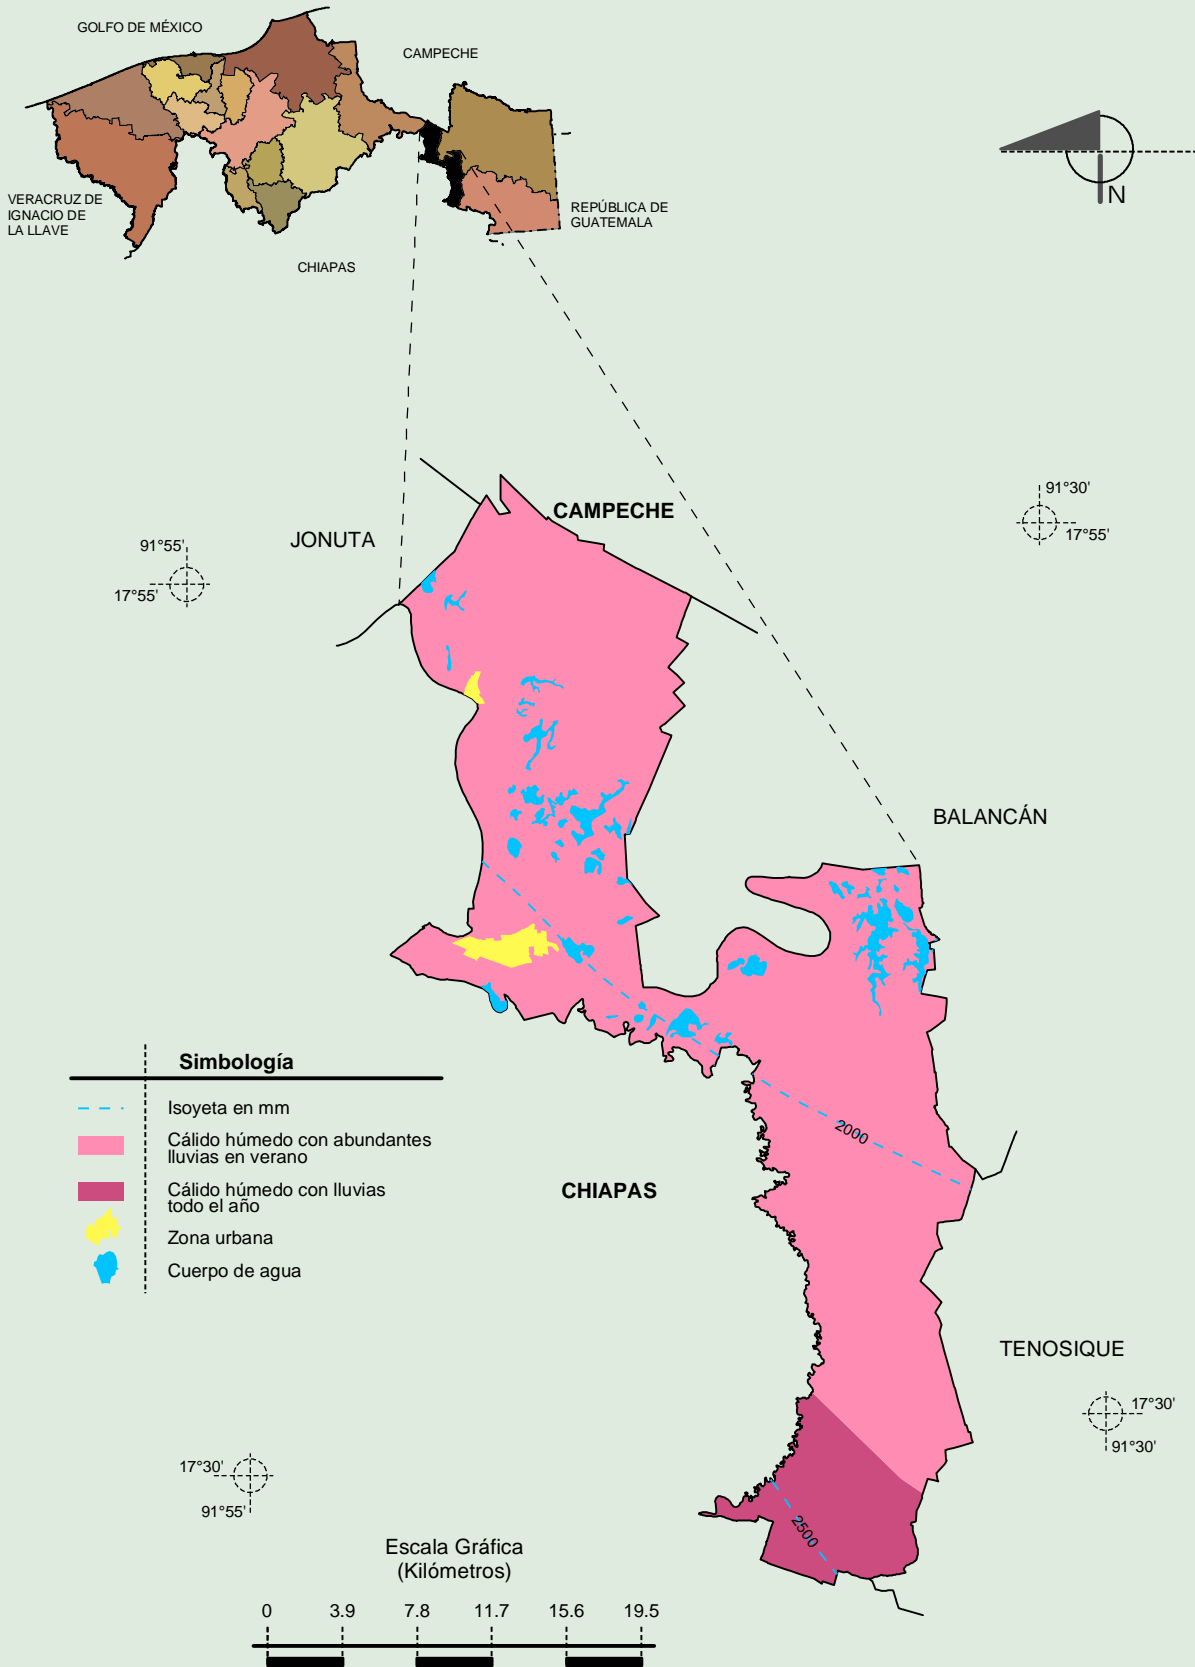 GOLFO DE MÉXICO
CAMPECHE
VERACRUZ DE
IGNACIO DE
LA LLAVE
REPÚBLICA DE
GUATEMALA
CHIAPAS
N
CAMPECHE
JONUTA
91°30'
17°55'
91°55'
17°55'
BALANCÁN
Simbología
Isoyeta en mm
Cálido húmedo con abundantes
lluvias en verano
Cálido húmedo con lluvias
todo el año
Zona urbana
Cuerpo de agua
2000
CHIAPAS
TENOSIQUE
17°30'
91°30'
17°30'
91°55'
2500
Escala Gráfica
(Kilómetros)
0 3.9 7.8 11.7 15.6 19.5